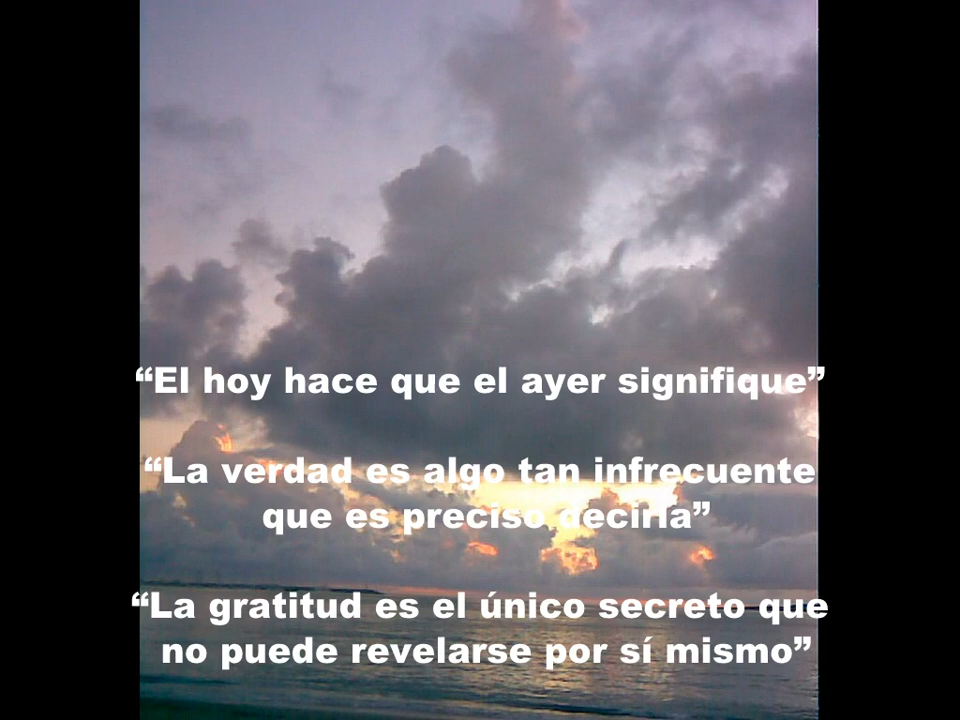 “El hoy hace que el ayer signifique”
“La verdad es algo tan infrecuente
que es preciso decirla”
“La gratitud es el único secreto que
no puede revelarse por sí mismo”